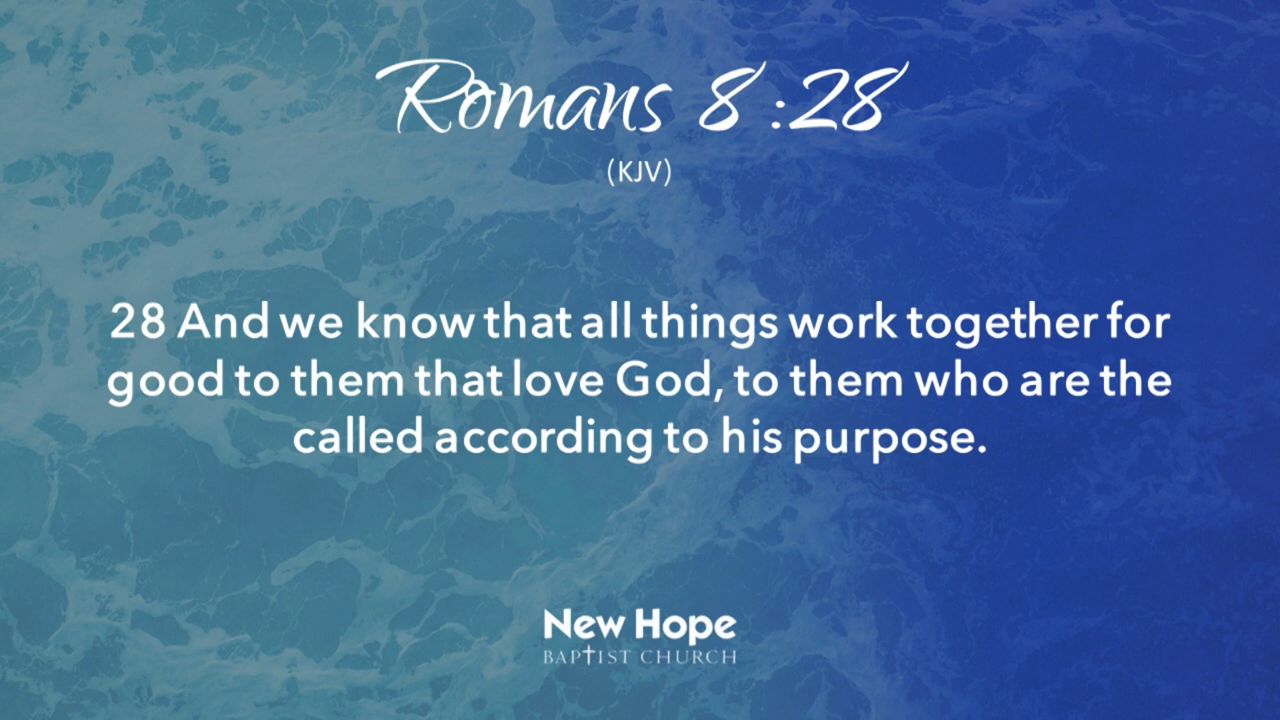 Romans 8:28
(KJV)
28 And we know that all things work together for
good to them that love God, to them who are the
called according to his purpose.
New Hope
BAPTIST CHURCH